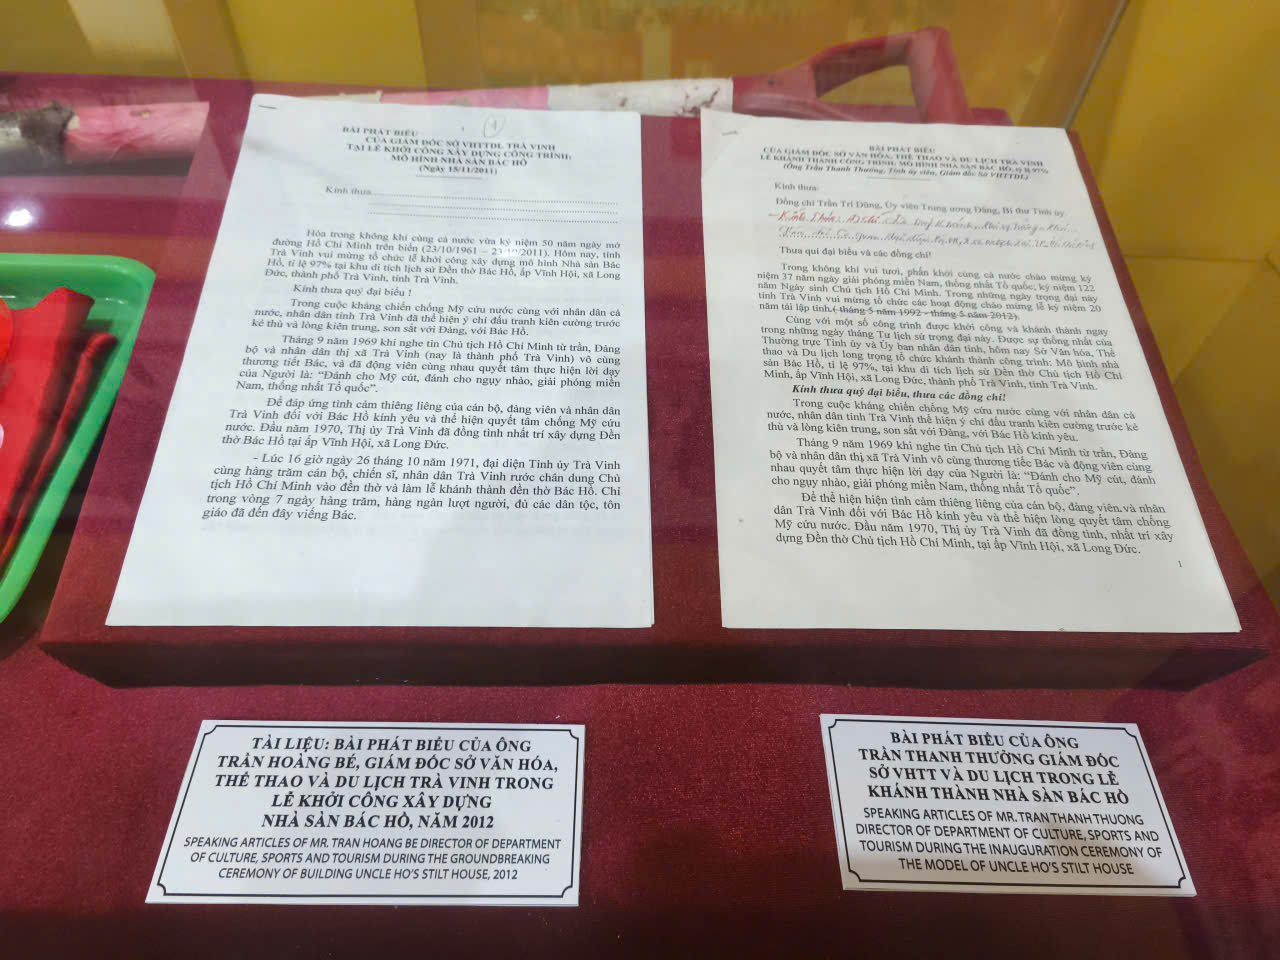 BÀI PHÁT BIỂU
CỦA GIÁM ĐỐC SỞ VHTTDL TRÀ VINH
TẠI LỄ KHỞI CÔNG XÂY DỰNG CÔNG TRÌNH:
MÔ HÌNH NHÀ SÀN BÁC HỒ
(Ngày 15/11/2011)
Kính thưa
Hòa trong không khí cùng cả nước vừa kỷ niệm 50 năm ngày mở
đường Hồ Chí Minh trên biển (23/10/1961 – 23/10/2011). Hôm nay, tỉnh
Trà Vinh vui mừng tổ chức lễ khởi công xây dựng mô hình Nhà sàn Bác
Hồ, tỉ lệ 97% tại khu di tích lịch sử Đền thờ Bác Hồ, ấp Vĩnh Hội, xã Long
Đức, thành phố Trà Vinh, tỉnh Trà Vinh.
Kính thưa quý đại biểu !
Trong cuộc kháng chiến chống Mỹ cứu nước cùng với nhân dân cả
nước, nhân dân tỉnh Trà Vinh đã thể hiện ý chí đấu tranh kiên cường trước
kẻ thù và lòng kiên trung, son sắt với Đảng, với Bác Hồ.
Tháng 9 năm 1969 khi nghe tin Chủ tịch Hồ Chí Minh từ trần, Đảng
bộ và nhân dân thị xã Trà Vinh (nay là thành phố Trà Vinh) vô cùng
thương tiếc Bác, và đã động viên cùng nhau quyết tâm thực hiện lời dạy
của Người là: “Đánh cho Mỹ cút, đánh cho ngụy nhào, giải phóng miền
Nam, thống nhất Tổ quốc”.
Để đáp ứng tình cảm thiêng liêng của cán bộ, đảng viên và nhân dân
Trà Vinh đối với Bác Hồ kính yêu và thể hiện quyết tâm chống Mỹ cứu
nước. Đầu năm 1970, Thị ủy Trà Vinh đã đồng tình nhất trí xây dựng Đền
thờ Bác Hồ tại ấp Vĩnh Hội, xã Long Đức.
- Lúc 16 giờ ngày 26 tháng 10 năm 1971, đại diện Tỉnh ủy Trà Vinh
cùng hàng trăm cán bộ, chiến sĩ, nhân dân Trà Vinh rước chân dung Chủ
tịch Hồ Chí Minh vào đền thờ và làm lễ khánh thành đền thờ Bác Hồ. Chỉ
trong vòng 7 ngày hàng trăm, hàng ngàn lượt người, đủ các dân tộc, tôn
giáo đã đến đây viếng Bác.
BÀI PHÁT BIỂU
CỦA GIÁM ĐỐC SỞ VĂN HÓA, THỂ THAO VÀ DU LỊCH TRÀ VINH
LỄ KHÁNH THÀNH CÔNG TRÌNH: MÔ HÌNH NHÀ SÀN BÁC HỒ, tỷ lệ 97%
(Ông Trần Thanh Thưởng, Tỉnh ủy viên, Giám đốc Sở VHTTDL)
Kính thưa:
Đồng chí Trần Trí Dũng, Ủy viên Trung ương Đảng, Bí thư Tỉnh ủy
Thưa quí đại biểu và các đồng chí!
Trong không khí vui tươi, phấn khởi cùng cả nước chào mừng kỷ
niệm 37 năm ngày giải phóng miền Nam, thống nhất Tổ quốc, kỷ niệm 122
năm Ngày sinh Chủ tịch Hồ Chí Minh. Trong những ngày trọng đại này
tỉnh Trà Vinh vui mừng tổ chức các hoạt động chào mừng lễ kỷ niệm 20
năm tái lập tỉnh.( tháng 5 năm 1992 - tháng 5 năm 2012).
Cùng với một số công trình được khởi công và khánh thành ngay
trong những ngày tháng Tư lịch sử trọng đại này. Được sự thống nhất của
Thường trực Tỉnh ủy và Ủy ban nhân dân tỉnh, hôm nay Sở Văn hóa, Thể
thao và Du lịch long trọng tổ chức khánh thành công trình: Mô hình nhà
sàn Bác Hồ, tỉ lệ 97%, tại khu di tích lịch sử Đền thờ Chủ tịch Hồ Chí
Minh, ấp Vĩnh Hội, xã Long Đức, thành phố Trà Vinh, tỉnh Trà Vinh.
Kính thưa quý đại biểu, thưa các đồng chí!
Trong cuộc kháng chiến chống Mỹ cứu nước cùng với nhân dân cả
nước, nhân dân tỉnh Trà Vinh thể hiện ý chí đấu tranh kiên cường trước kẻ
thù và lòng kiên trung, son sắt với Đảng, với Bác Hồ kính yêu.
Tháng 9 năm 1969 khi nghe tin Chủ tịch Hồ Chí Minh từ trần, Đảng
bộ và nhân dân thị xã Trà Vinh vô cùng thương tiếc Bác và động viên cùng
nhau quyết tâm thực hiện lời dạy của Người là: “Đánh cho Mỹ cút, đánh
cho ngụy nhào, giải phóng miền Nam, thống nhất Tổ quốc”.
Để thể hiện hiện tình cảm thiêng liêng của cán bộ, đảng viên,và nhân
dân Trà Vinh đối với Bác Hồ kính yêu và thể hiện lòng quyết tâm chống
Mỹ cứu nước. Đầu năm 1970, Thị ủy Trà Vinh đã đồng tình, nhất trí xây
dựng Đền thờ Chủ tịch Hồ Chí Minh, tại ấp Vĩnh Hội, xã Long Đức.
1
TÀI LIỆU: BÀI PHÁT BIỂU CỦA ÔNG
TRẦN HOÀNG BÉ, GIÁM ĐỐC SỞ VĂN HÓA,
THỂ THAO VÀ DU LỊCH TRÀ VINH TRONG
LỄ KHỞI CÔNG XÂY DỰNG
NHÀ SÀN BÁC HỒ, NĂM 2012
SPEAKING ARTICLES OF MR. TRAN HOANG BE DIRECTOR OF DEPARTMENT
OF CULTURE, SPORTS AND TOURISM DURING THE GROUNDBREAKING
CEREMONY OF BUILDING UNCLE HO'S STILT HOUSE, 2012
BÀI PHÁT BIỂU CỦA ÔNG
TRẦN THANH THƯỞNG GIÁM ĐỐC
SỞ VHTT VÀ DU LỊCH TRONG LỄ
KHÁNH THÀNH NHÀ SÀN BÁC HỒ
SPEAKING ARTICLES OF MR. TRAN THANH THUONG
DIRECTOR OF DEPARTMENT OF CULTURE, SPORTS AND
TOURISM DURING THE INAUGURATION CEREMONY OF
THE MODEL OF UNCLE HO'S STILT HOUSE